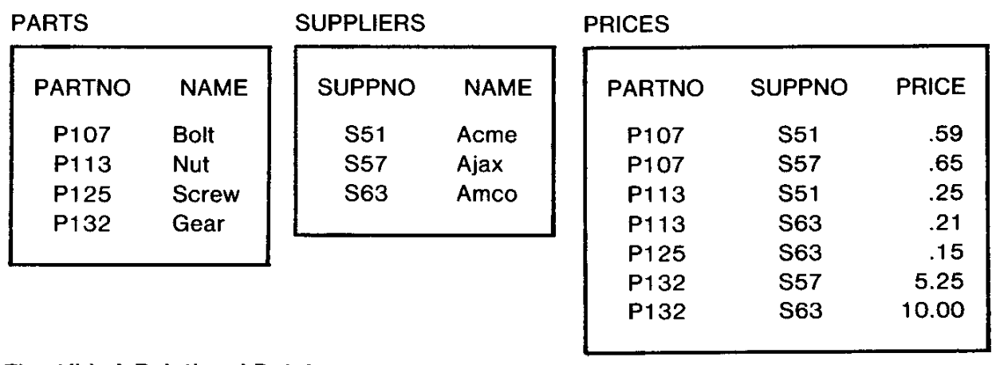 PARTS
PARTNO NAME
P107 Bolt
P113 Nut
P125 Screw
P132 Gear
SUPPLIERS
SUPPNO NAME
S51 Acme
S57 Ajax
S63 Amco
PRICES
PARTNO SUPPNO PRICE
P107 S51 .59
P107 S57 .65
P113 S51 .25
P113 S63 .21
P125 S63 .15
P132 S57 5.25
P132 S63 10.00